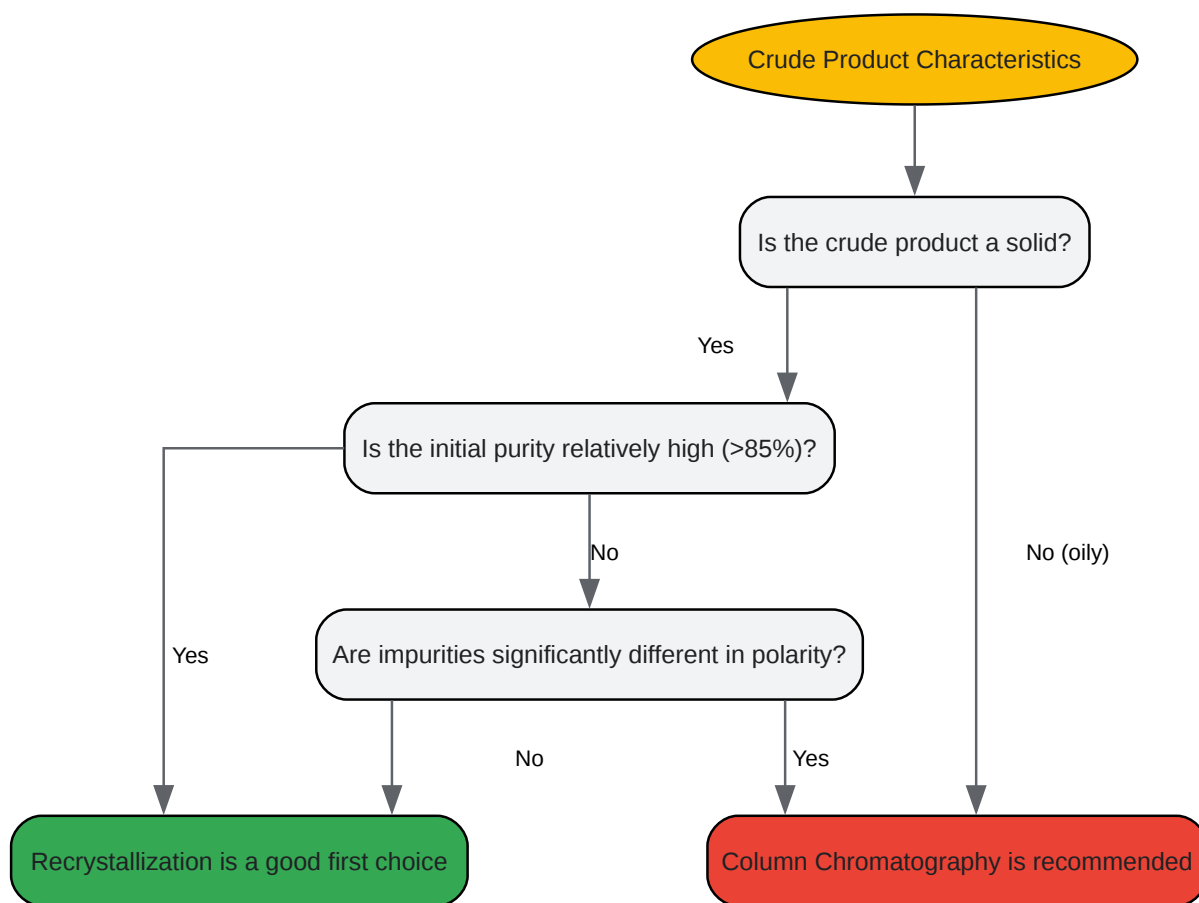 Crude Product Characteristics
Is the crude product a solid?
Yes
Is the initial purity relatively high (>85%)?
No
No (oily)
Yes
Are impurities significantly different in polarity?
No
Yes
Recrystallization is a good first choice
Column Chromatography is recommended